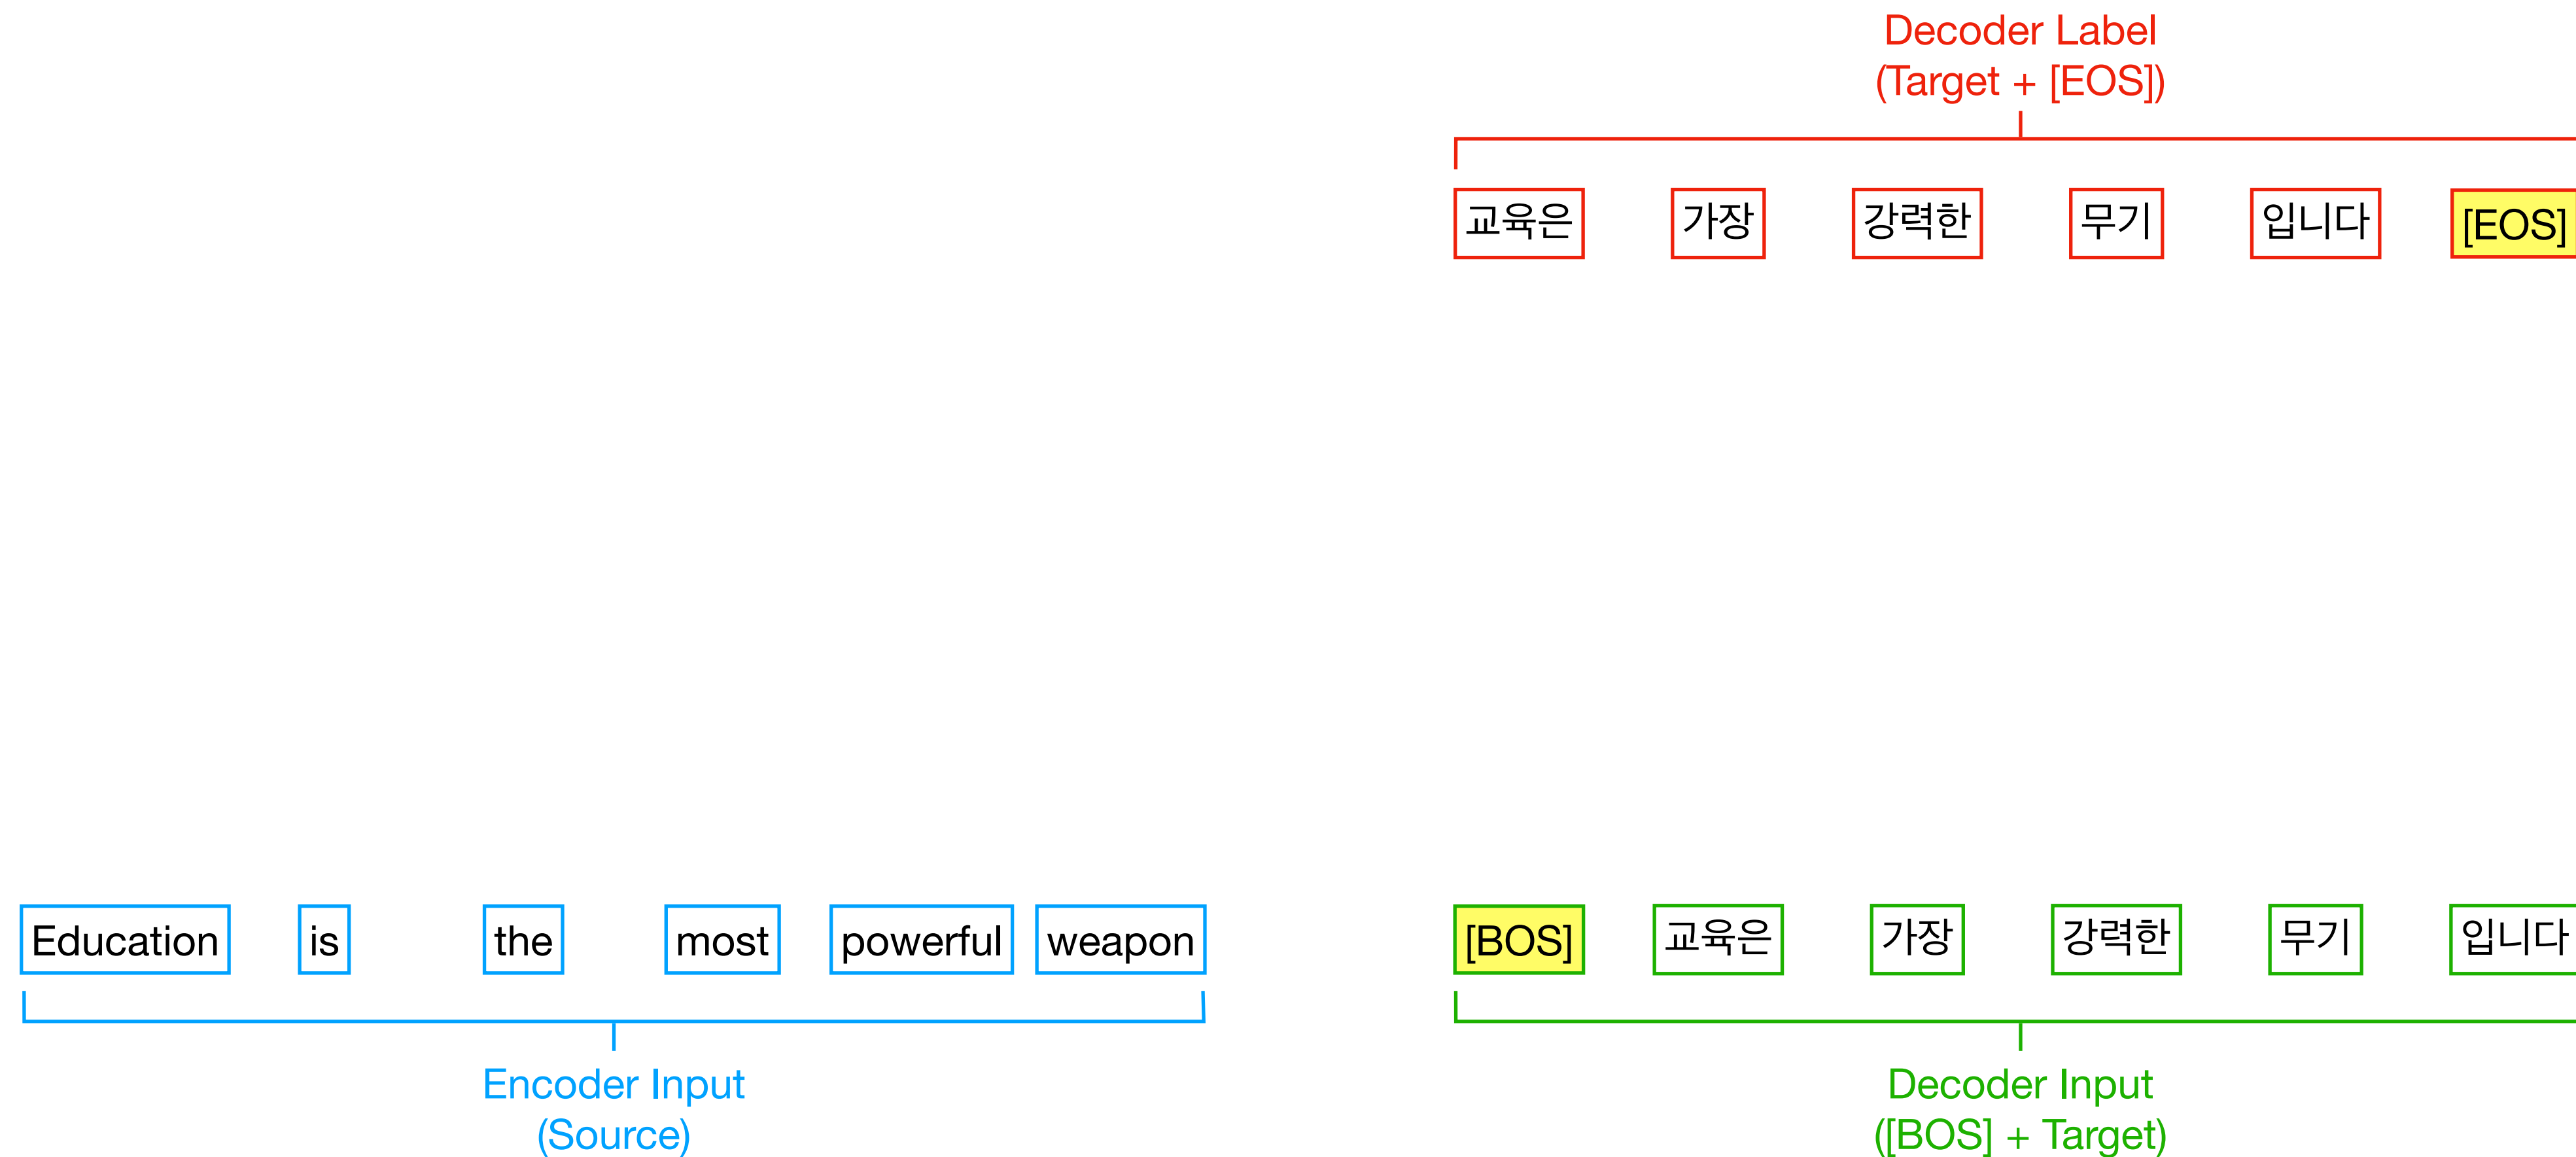 Decoder Label
(Target + [EOS])
교육은 가장 강력한 무기 입니다 [EOS]
Education is the most powerful weapon [BOS] 교육은 가장 강력한 무기 입니다
Encoder Input
(Source)
Decoder Input
([BOS] + Target)